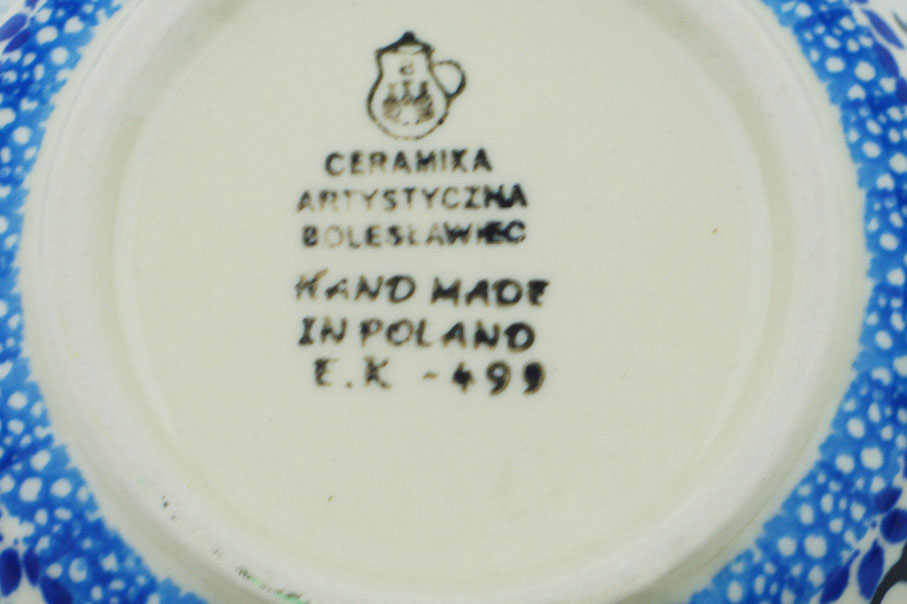 CERAMIKA
ARTYSTYCZNA
BOLESŁAWIEC
HAND MADE
IN POLAND
E.K - 499